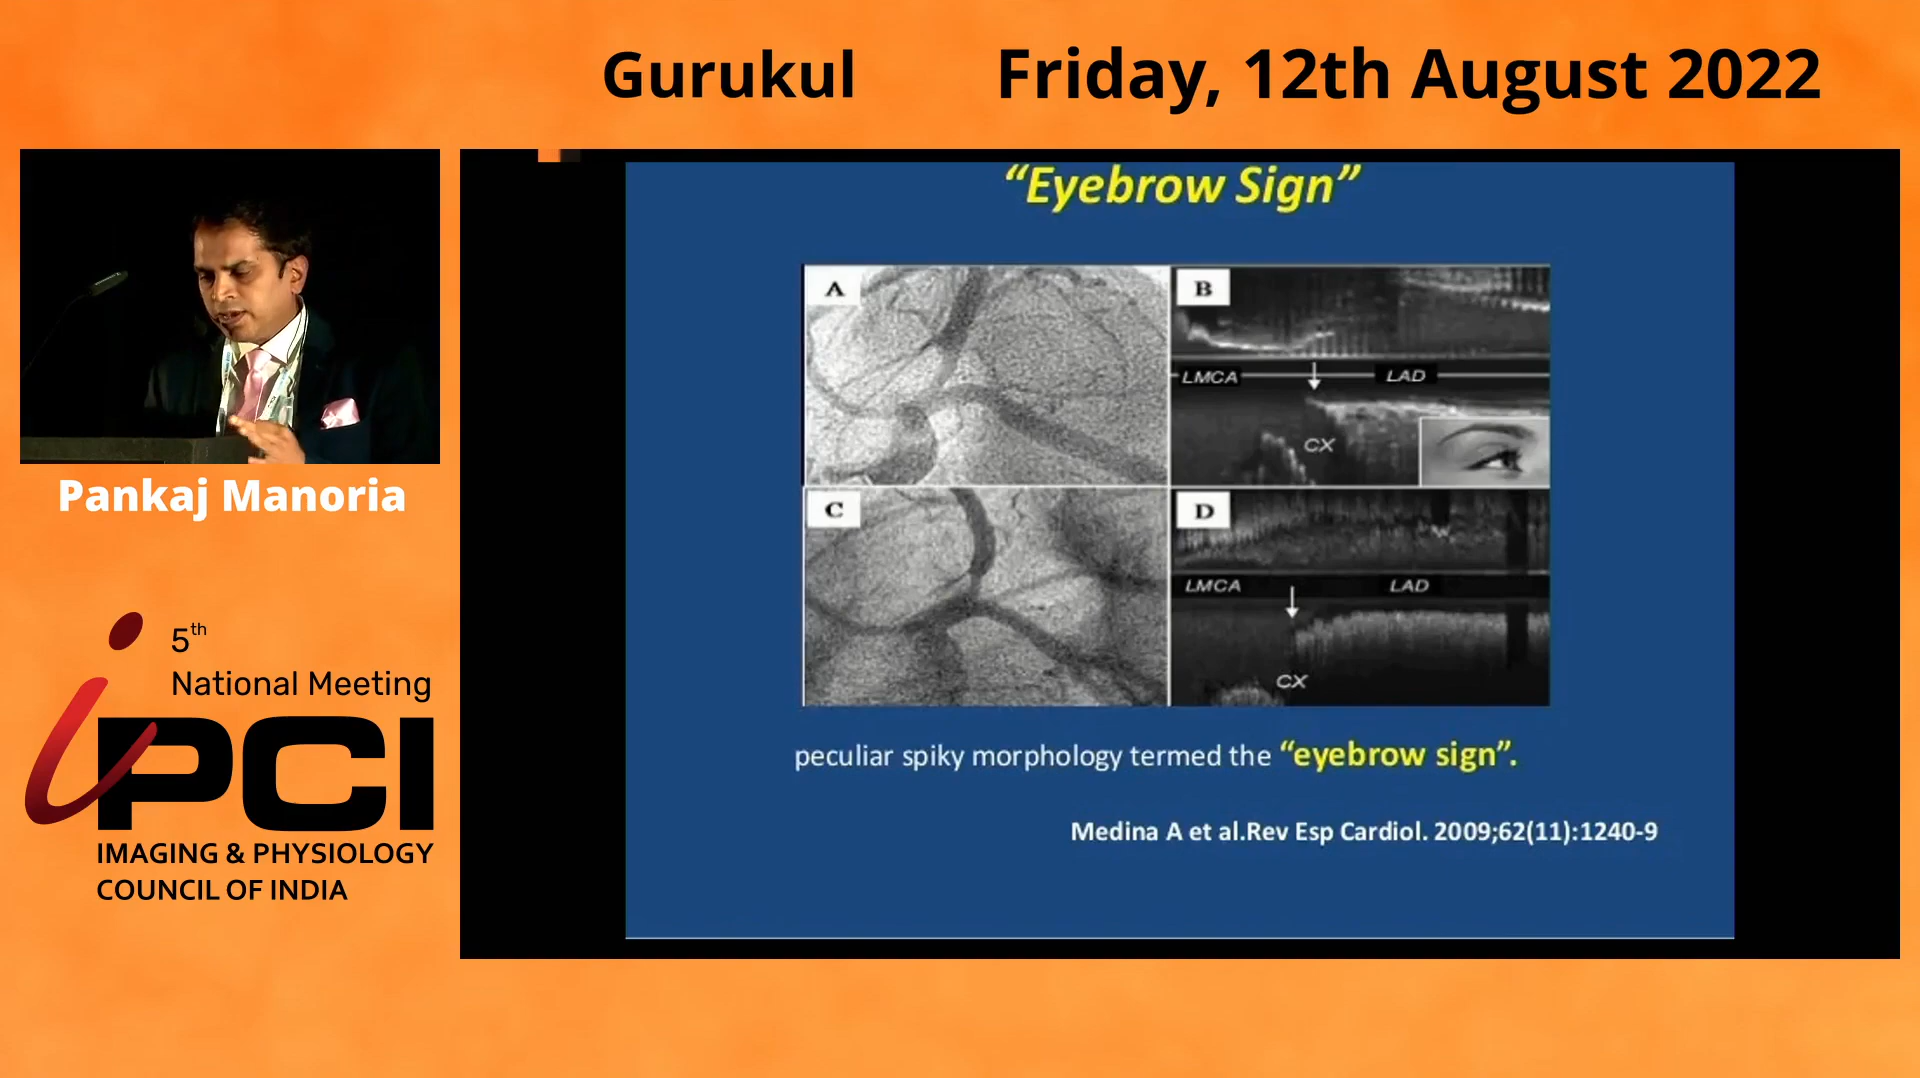 Gurukul
Friday, 12th August 2022
Pankaj Manoria
5th
National Meeting
iPCI
IMAGING & PHYSIOLOGY
COUNCIL OF INDIA
“Eyebrow Sign”
A
B
LMCA
LAD
CX
C
D
LMCA
LAD
CX
peculiar spiky morphology termed the “eyebrow sign”.
Medina A et al.Rev Esp Cardiol. 2009;62(11):1240-9